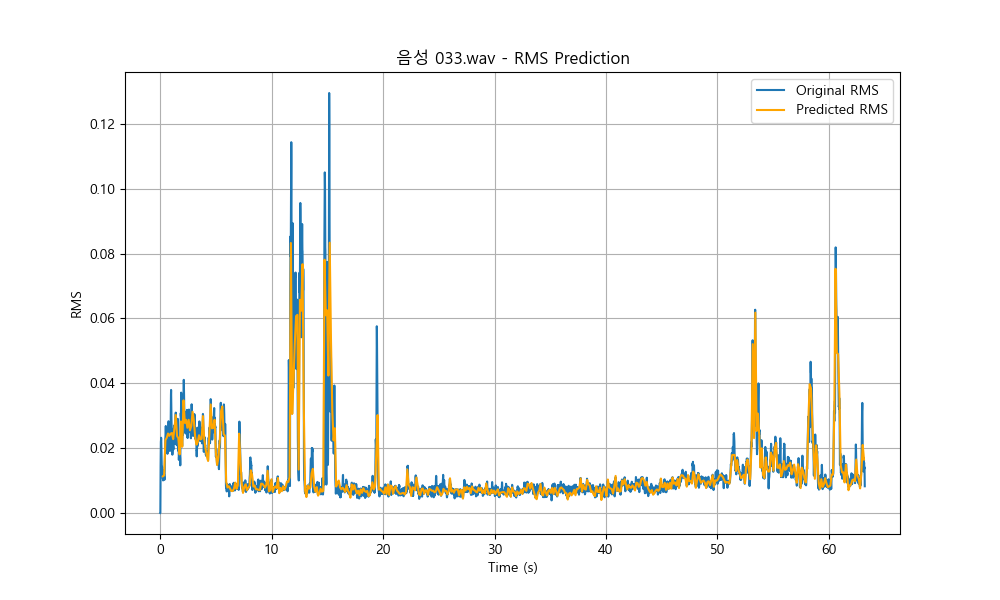 음성 033.wav - RMS Prediction
Original RMS
Predicted RMS
0.12
0.10
0.08
0.06
0.04
0.02
0.00
RMS
0 10 20 30 40 50 60
Time (s)